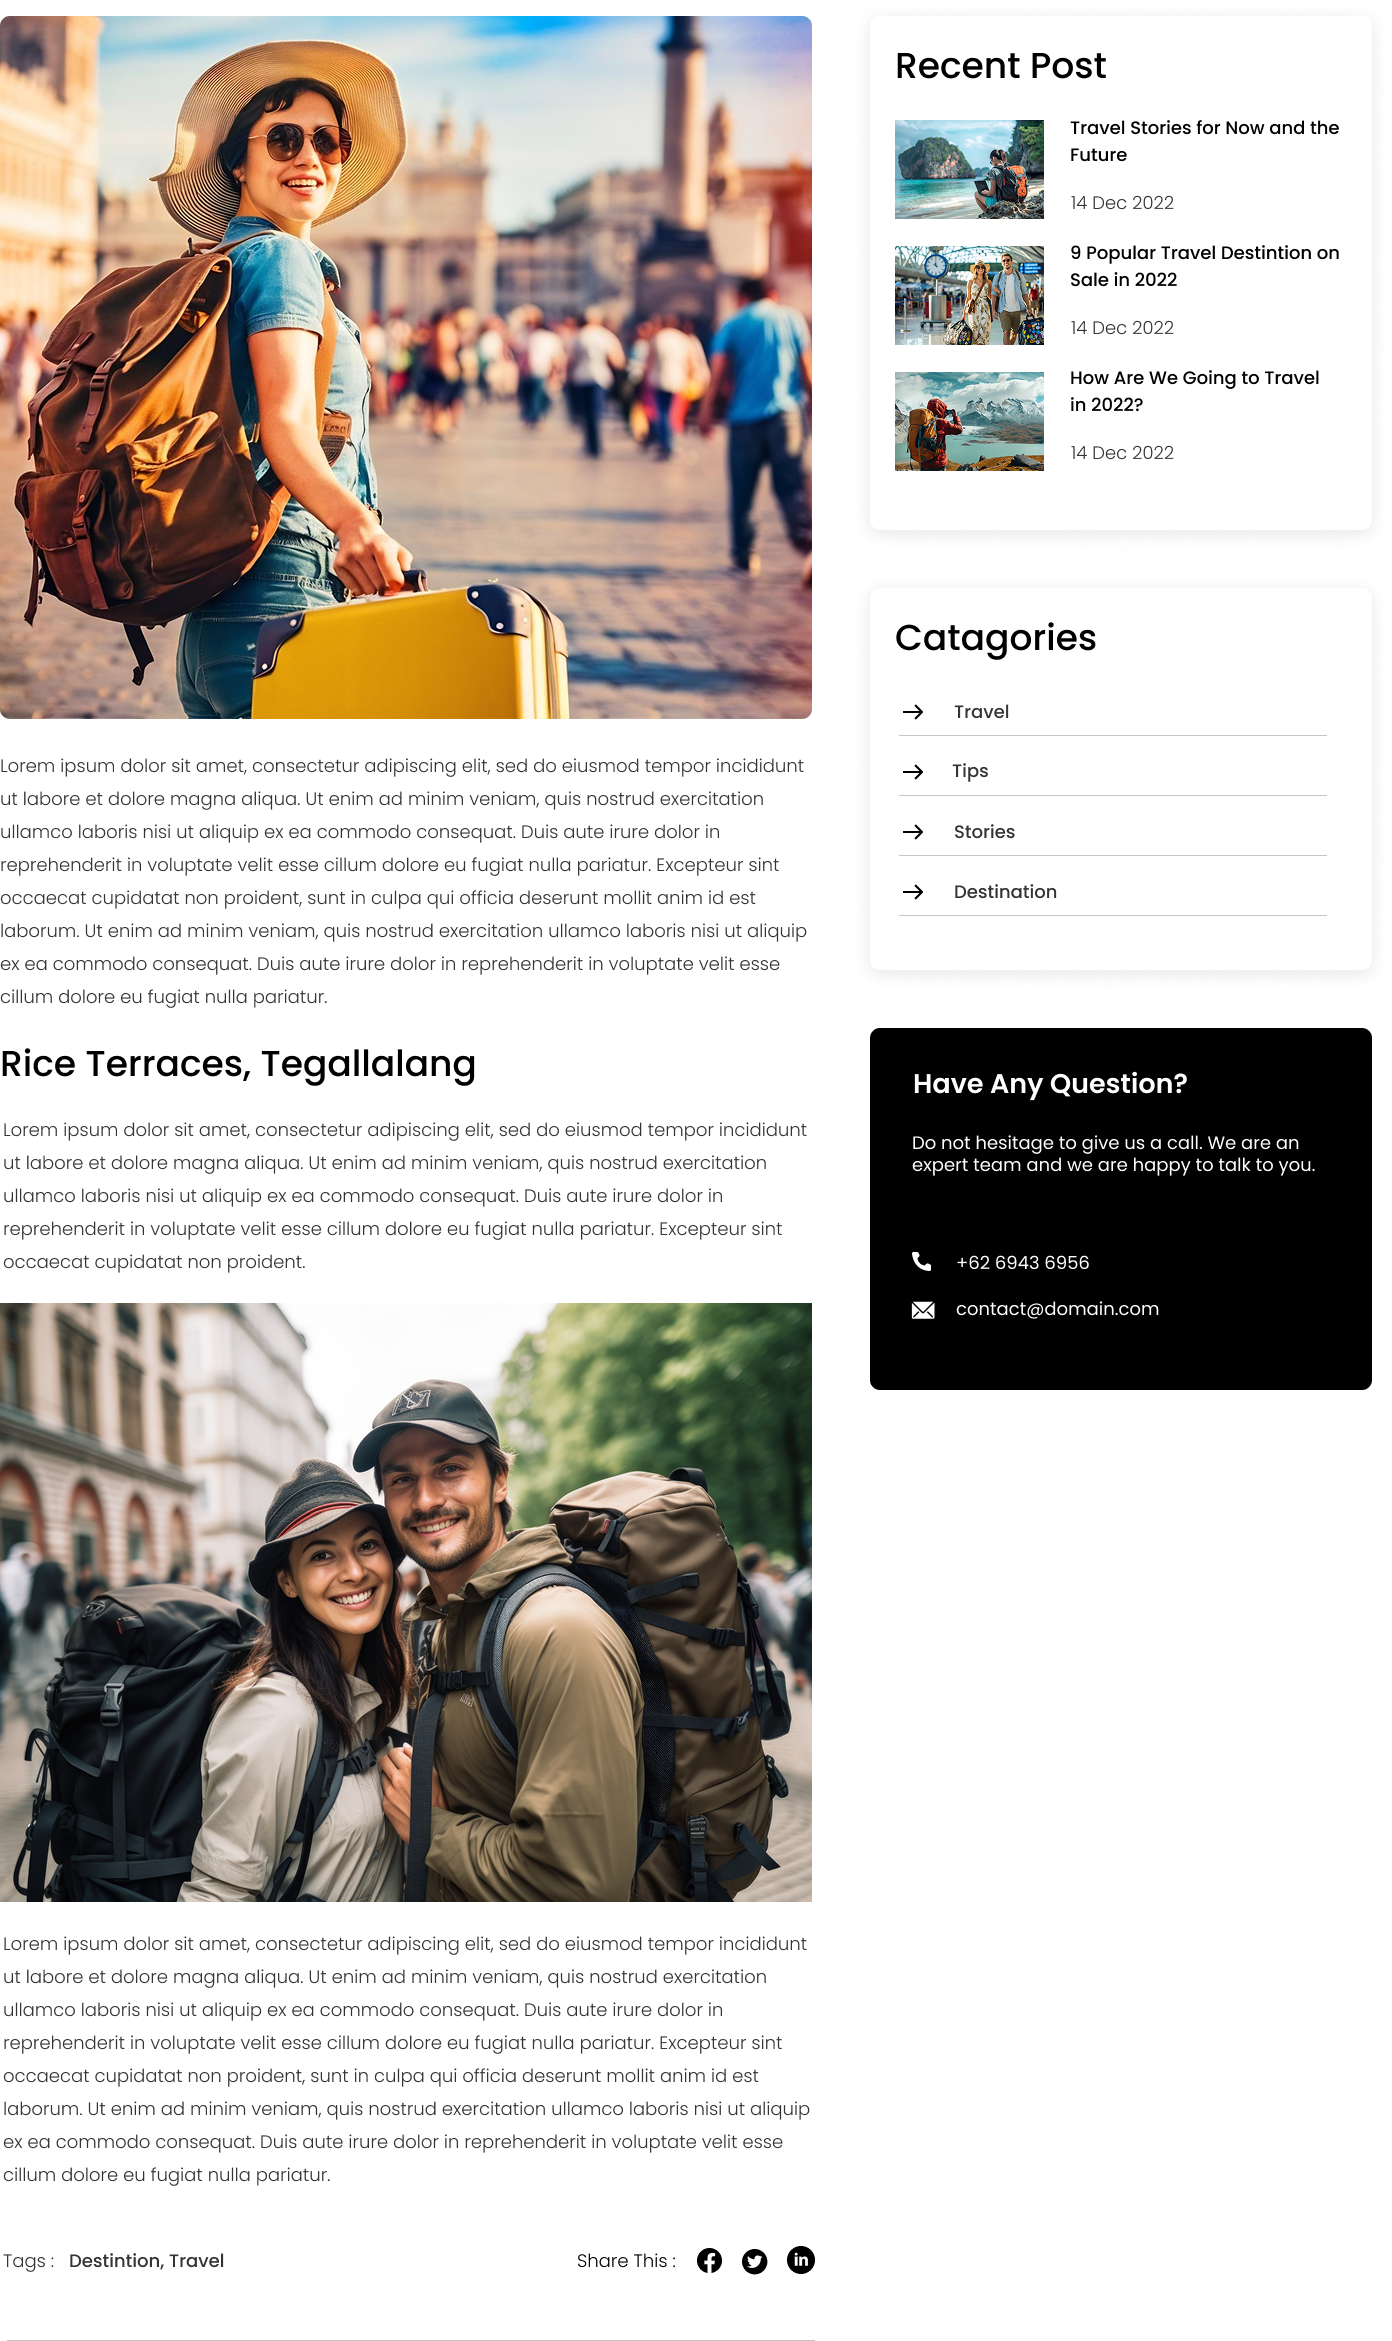 Lorem ipsum dolor sit amet, consectetur adipiscing elit, sed do eiusmod tempor incididunt
ut labore et dolore magna aliqua. Ut enim ad minim veniam, quis nostrud exercitation
ullamco laboris nisi ut aliquip ex ea commodo consequat. Duis aute irure dolor in
reprehenderit in voluptate velit esse cillum dolore eu fugiat nulla pariatur. Excepteur sint
occaecat cupidatat non proident, sunt in culpa qui officia deserunt mollit anim id est
laborum. Ut enim ad minim veniam, quis nostrud exercitation ullamco laboris nisi ut aliquip
ex ea commodo consequat. Duis aute irure dolor in reprehenderit in voluptate velit esse
cillum dolore eu fugiat nulla pariatur.
Rice Terraces, Tegallalang
Lorem ipsum dolor sit amet, consectetur adipiscing elit, sed do eiusmod tempor incididunt
ut labore et dolore magna aliqua. Ut enim ad minim veniam, quis nostrud exercitation
ullamco laboris nisi ut aliquip ex ea commodo consequat. Duis aute irure dolor in
reprehenderit in voluptate velit esse cillum dolore eu fugiat nulla pariatur. Excepteur sint
occaecat cupidatat non proident.
Lorem ipsum dolor sit amet, consectetur adipiscing elit, sed do eiusmod tempor incididunt
ut labore et dolore magna aliqua. Ut enim ad minim veniam, quis nostrud exercitation
ullamco laboris nisi ut aliquip ex ea commodo consequat. Duis aute irure dolor in
reprehenderit in voluptate velit esse cillum dolore eu fugiat nulla pariatur. Excepteur sint
occaecat cupidatat non proident, sunt in culpa qui officia deserunt mollit anim id est
laborum. Ut enim ad minim veniam, quis nostrud exercitation ullamco laboris nisi ut aliquip
ex ea commodo consequat. Duis aute irure dolor in reprehenderit in voluptate velit esse
cillum dolore eu fugiat nulla pariatur.
Tags : Destintion, Travel
Share This :
Recent Post
Travel Stories for Now and the
Future
14 Dec 2022
9 Popular Travel Destintion on
Sale in 2022
14 Dec 2022
How Are We Going to Travel
in 2022?
14 Dec 2022
Catagories
Travel
Tips
Stories
Destination
Have Any Question?
Do not hesitage to give us a call. We are an
expert team and we are happy to talk to you.
+62 6943 6956
contact@domain.com